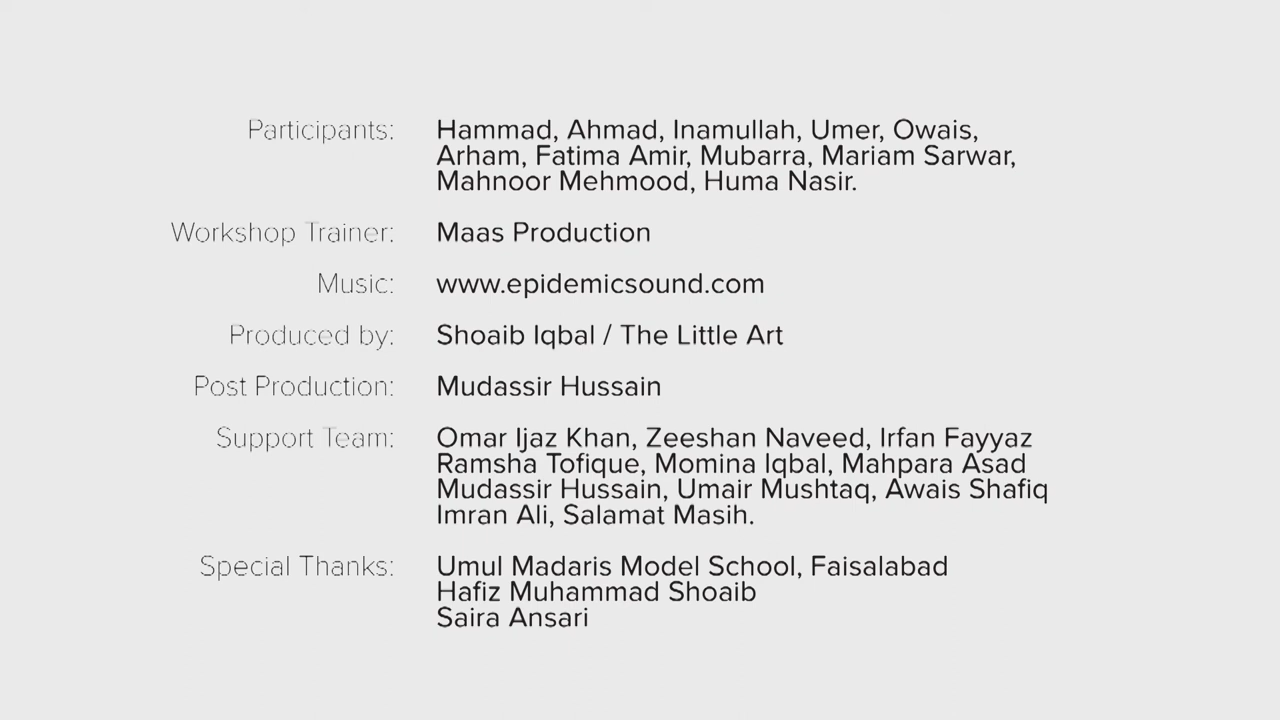 Participants: Hammad, Ahmad, Inamullah, Umer, Owais,
Arham, Fatima Amir, Mubarra, Mariam Sarwar,
Mahnoor Mehmood, Huma Nasir.
Workshop Trainer: Maas Production
Music: www.epidemicsound.com
Produced by: Shoaib Iqbal / The Little Art
Post Production: Mudassir Hussain
Support Team: Omar Ijaz Khan, Zeeshan Naveed, Irfan Fayyaz
Ramsha Tofique, Momina Iqbal, Mahpara Asad
Mudassir Hussain, Umair Mushtaq, Awais Shafiq
Imran Ali, Salamat Masih.
Special Thanks: Umul Madaris Model School, Faisalabad
Hafiz Muhammad Shoaib
Saira Ansari